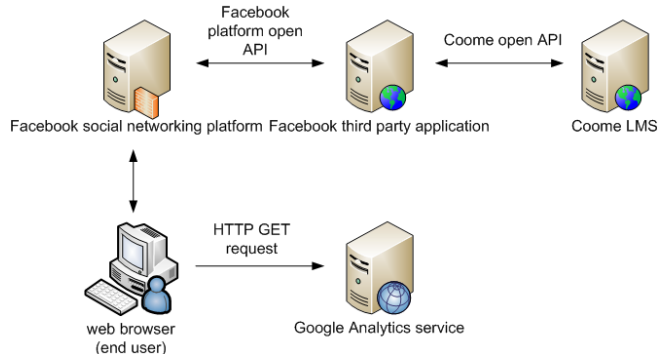 Facebook
platform open
API
Coome open API
Facebook social networking platform
Facebook third party application
Coome LMS
HTTP GET
request
web browser
(end user)
Google Analytics service